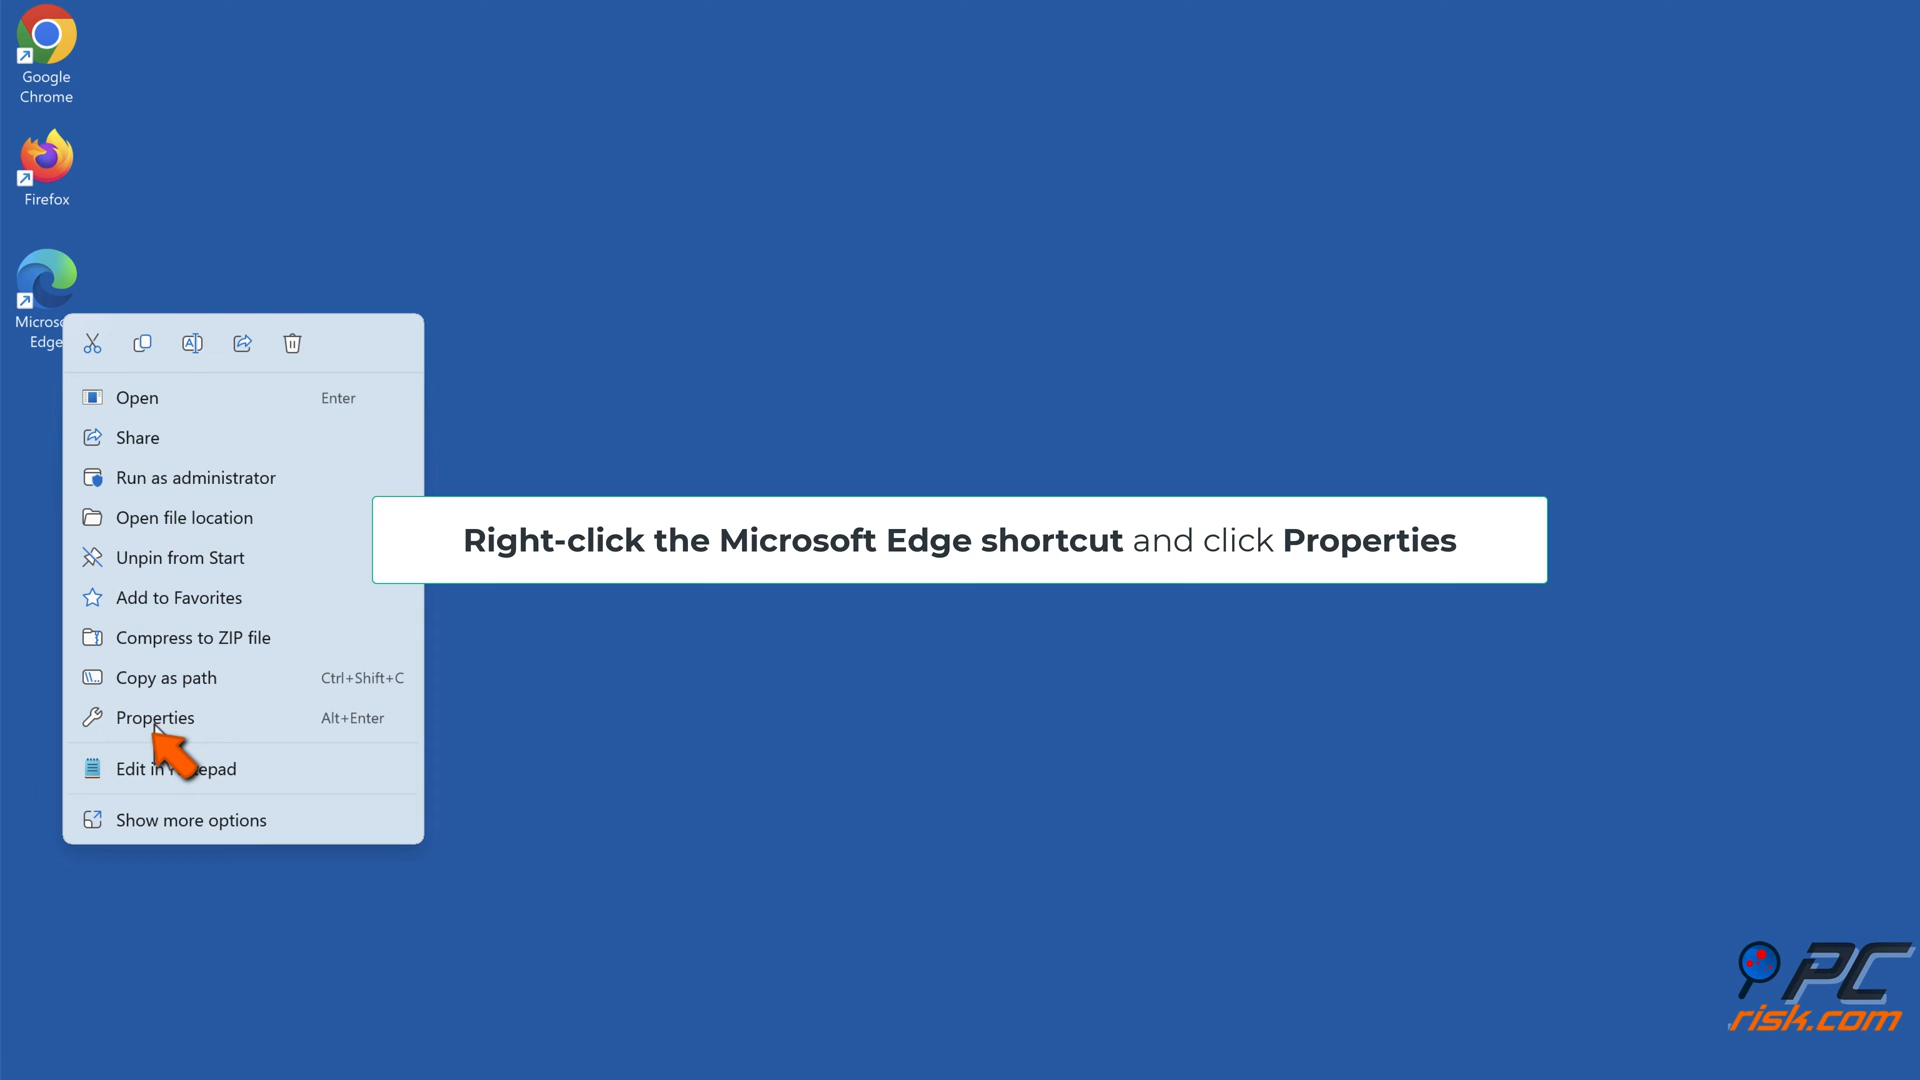 Google
Chrome
Firefox
Edge
Open Enter
Share
Run as administrator
Open file location
Unpin from Start
Add to Favorites
Compress to ZIP file
Copy as path Ctrl+Shift+C
Properties Alt+Enter
Edit in
Show more options
Right-click the Microsoft Edge shortcut and click Properties
PC
risk.com